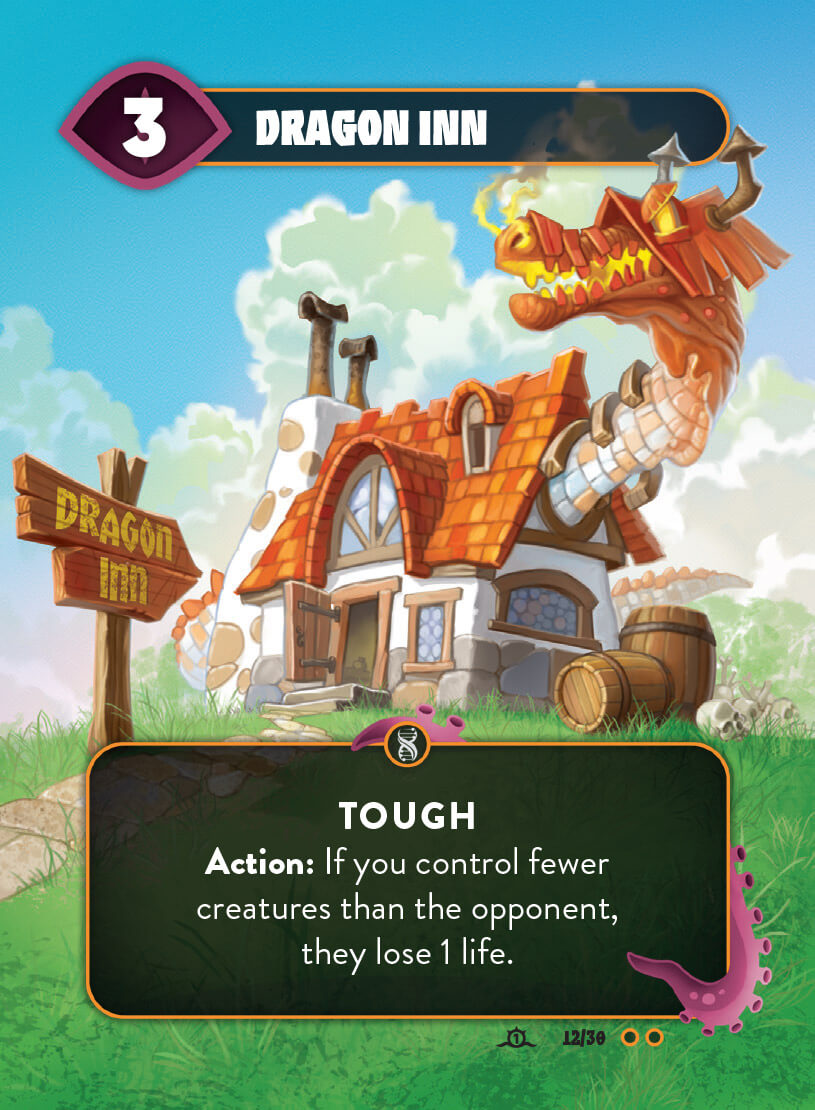 3
DRAGON INN
DRAGON
INN
TOUGH
Action: If you control fewer
creatures than the opponent,
they lose 1 life.
1 12/30